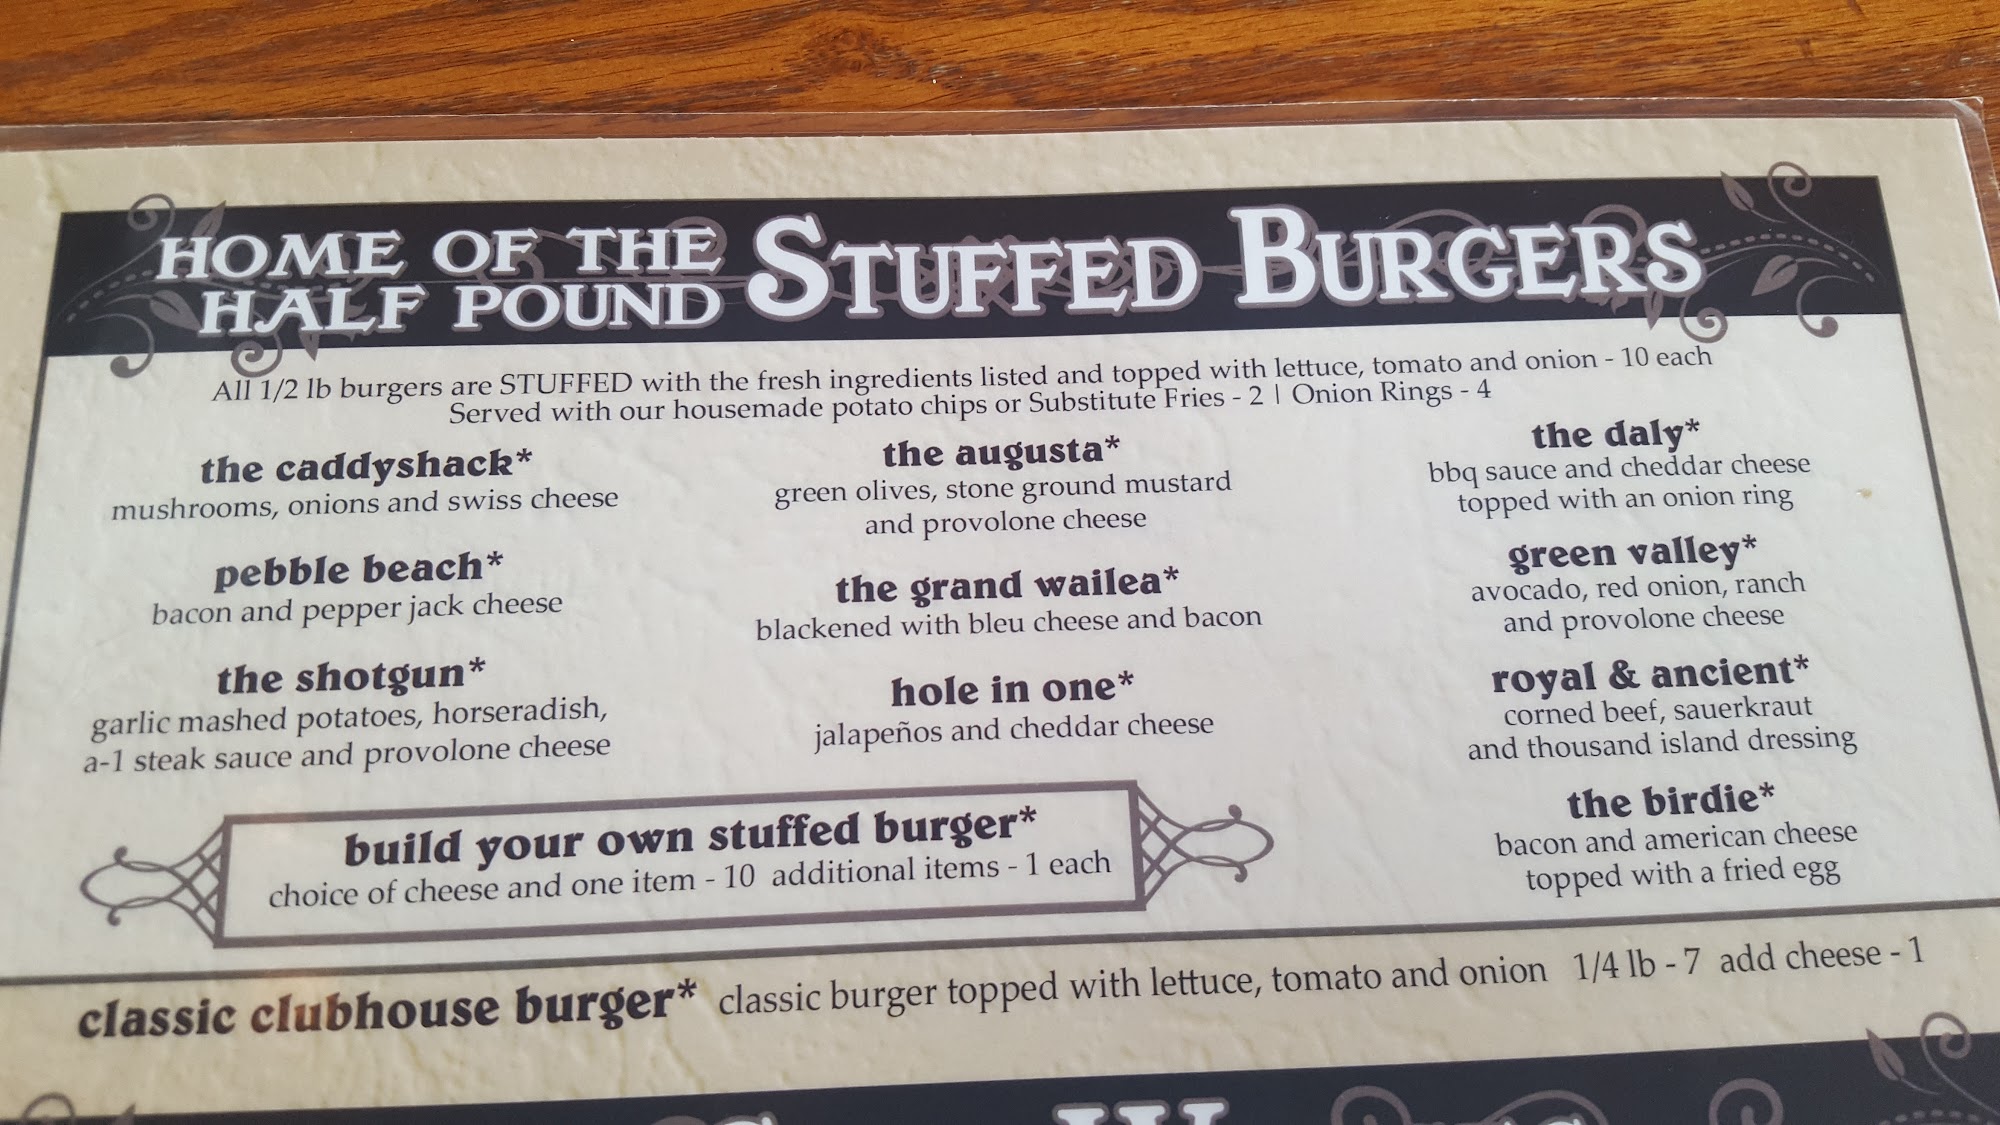 HOME OF THE
HALF POUND
STUFFED BURGERS
All 1/2 lb burgers are STUFFED with the fresh ingredients listed and topped with lettuce, tomato and onion - 10 each
Served with our housemade potato chips or Substitute Fries - 2 | Onion Rings - 4
the caddyshack*
mushrooms, onions and swiss cheese
pebble beach*
bacon and pepper jack cheese
the shotgun*
garlic mashed potatoes, horseradish,
a-1 steak sauce and provolone cheese
the augusta*
green olives, stone ground mustard
and provolone cheese
the grand wailea*
blackened with bleu cheese and bacon
hole in one*
jalapeños and cheddar cheese
the daly*
bbq sauce and cheddar cheese
topped with an onion ring
green valley*
avocado, red onion, ranch
and provolone cheese
royal & ancient*
corned beef, sauerkraut
and thousand island dressing
the birdie*
bacon and american cheese
topped with a fried egg
build your own stuffed burger*
choice of cheese and one item - 10 additional items - 1 each
classic clubhouse burger* classic burger topped with lettuce, tomato and onion 1/4 lb - 7 add cheese - 1